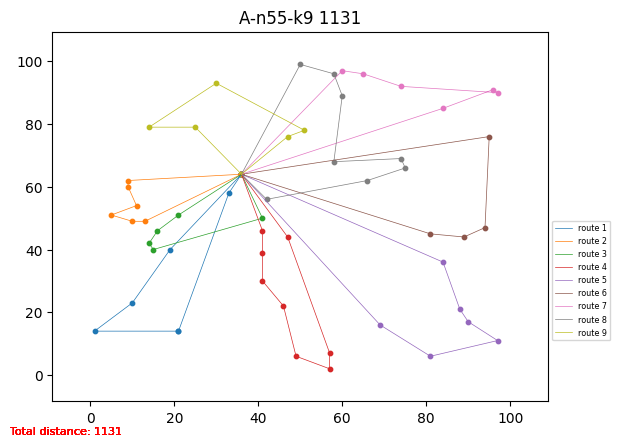 A-n55-k9 1131
100
80
60
40
20
0
0 20 40 60 80 100
route 1
route 2
route 3
route 4
route 5
route 6
route 7
route 8
route 9
Total distance: 1131